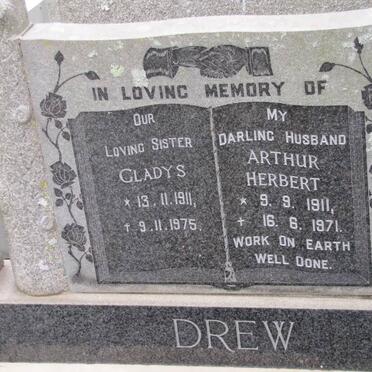 IN LOVING MEMORY OF
OUR
LOVING SISTER
GLADYS
* 13.11.1911,
† 9.11.1975.
MY
DARLING HUSBAND
ARTHUR
HERBERT
* 9.9.1911,
† 16.6.1971.
WORK ON EARTH
WELL DONE.
DREW